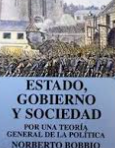 ESTADO,
GOBIERNO
Y SOCIEDAD
POR UNA TEORÍA
GENERAL DE LA POLÍTICA
NORBERTO BOBBIO